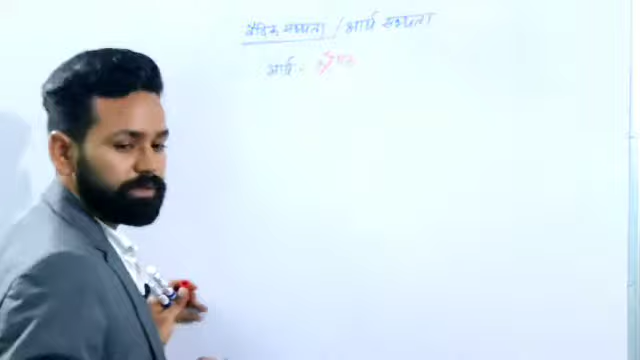 वैदिक सभ्यता / आर्य सभ्यता
आर्य :-